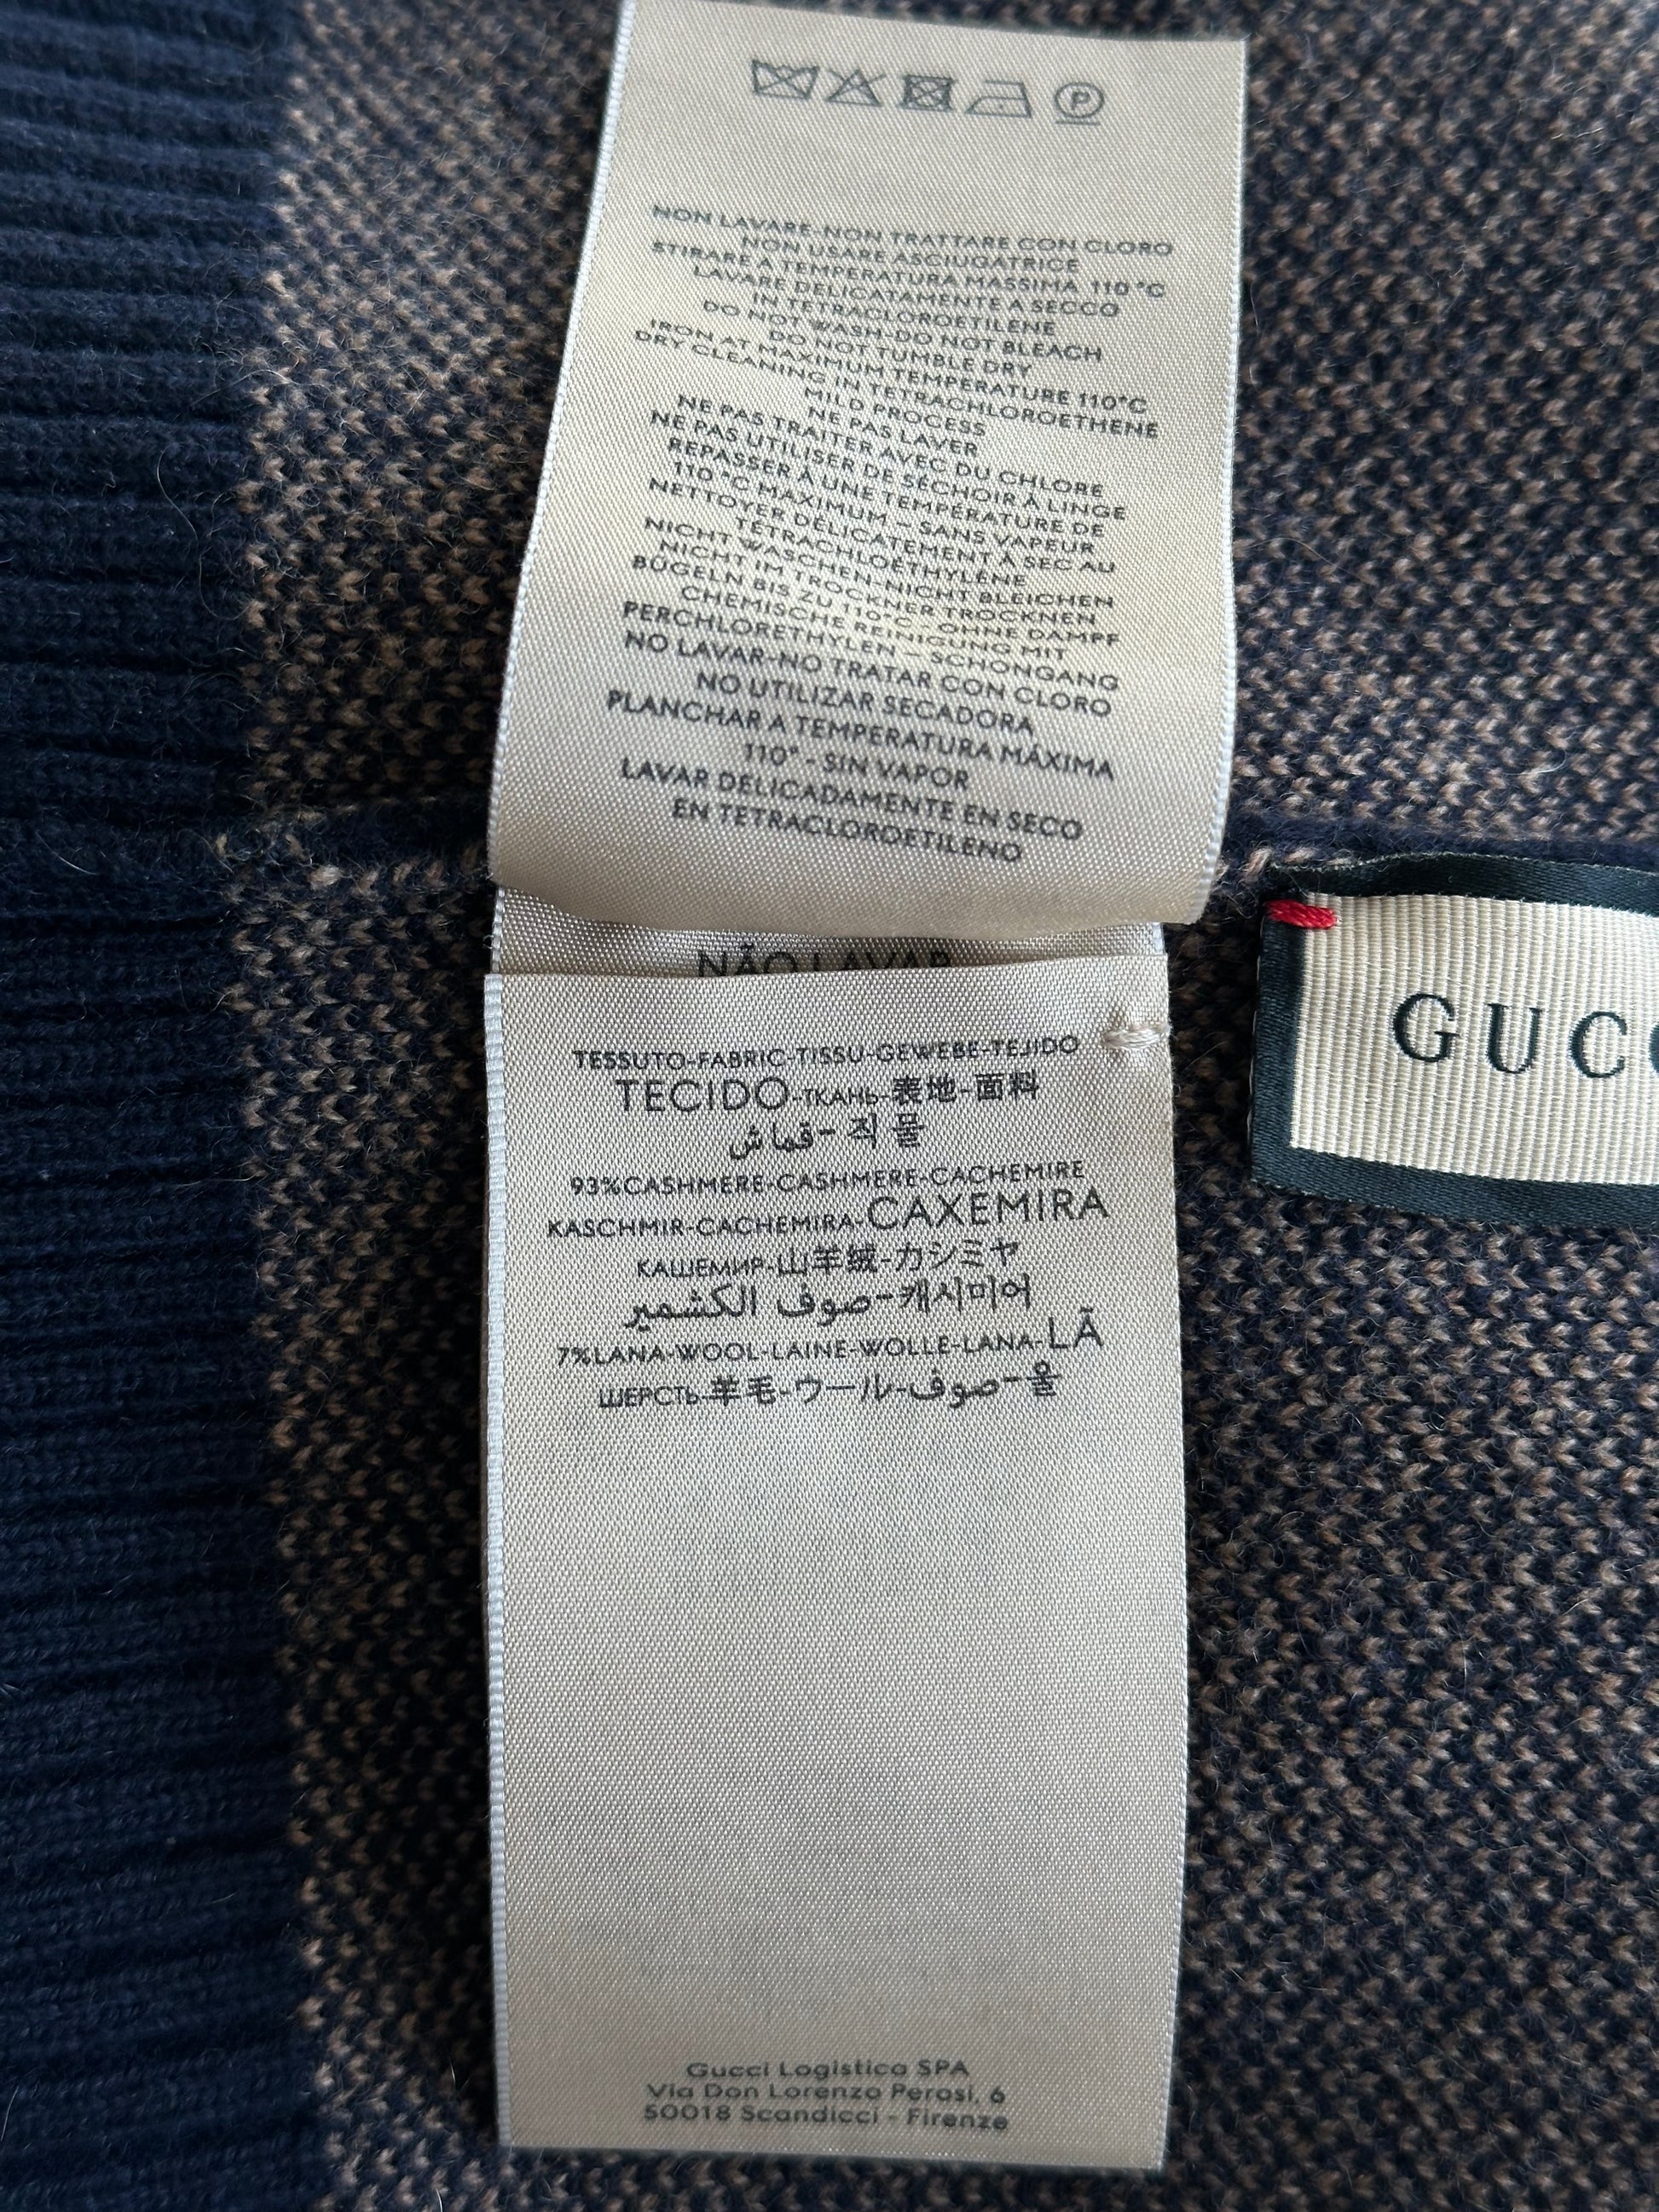 P
NON LAVARE-NON TRATTARE CON CLORO
NON USARE ASCIUGATRICE
STIRARE A TEMPERATURA MASSIMA 110 °C
LAVARE DELICATAMENTE A SECCO
IN TETRACLOROETILENE
DO NOT WASH-DO NOT BLEACH
DO NOT TUMBLE DRY
IRON AT MAXIMUM TEMPERATURE 110°C
DRY CLEANING IN TETRACHLOROETHENE
MILD PROCESS
NE PAS LAVER
NE PAS TRAITER AVEC DU CHLORE
NE PAS UTILISER DE SÉCHOIR À LINGE
REPASSER À UNE TEMPÉRATURE DE
110 °C MAXIMUM – SANS VAPEUR
NETTOYER DÉLICATEMENT À SEC AU
TÉTRACHLOÉTHYLÈNE
NICHT WASCHEN-NICHT BLEICHEN
NICHT IM TROCKNER TROCKNEN
BÜGELN BIS ZU 110°C - OHNE DAMPF
CHEMISCHE REINIGUNG MIT
PERCHLORETHYLEN – SCHONGANG
NO LAVAR-NO TRATAR CON CLORO
NO UTILIZAR SECADORA
PLANCHAR A TEMPERATURA MÁXIMA
110° - SIN VAPOR
LAVAR DELICADAMENTE EN SECO
EN TETRACLOROETILENO
NÃO LAVAR
TESSUTO-FABRIC-TISSU-GEWEBE-TEJIDO
TECIDO-ТКАНЬ-表地-面料
قماش-직물
93%CASHMERE-CASHMERE-CACHEMIRE
KASCHMIR-CACHEMIRA-CAXEMIRA
КАШЕМИР-山羊绒-カシミヤ
صوف الكشمير-캐시미어
7%LANA-WOOL-LAINE-WOLLE-LANA-LÃ
ШЕРСТЬ-羊毛-ウール-صوف-울
Gucci Logistica SPA
Via Don Lorenzo Perosi, 6
50018 Scandicci - Firenze
GUCC